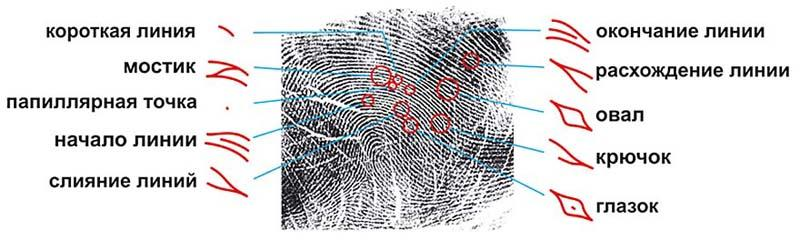 короткая линия
мостик
папиллярная точка
начало линии
слияние линий
окончание линии
расхождение линии
овал
крючок
глазок